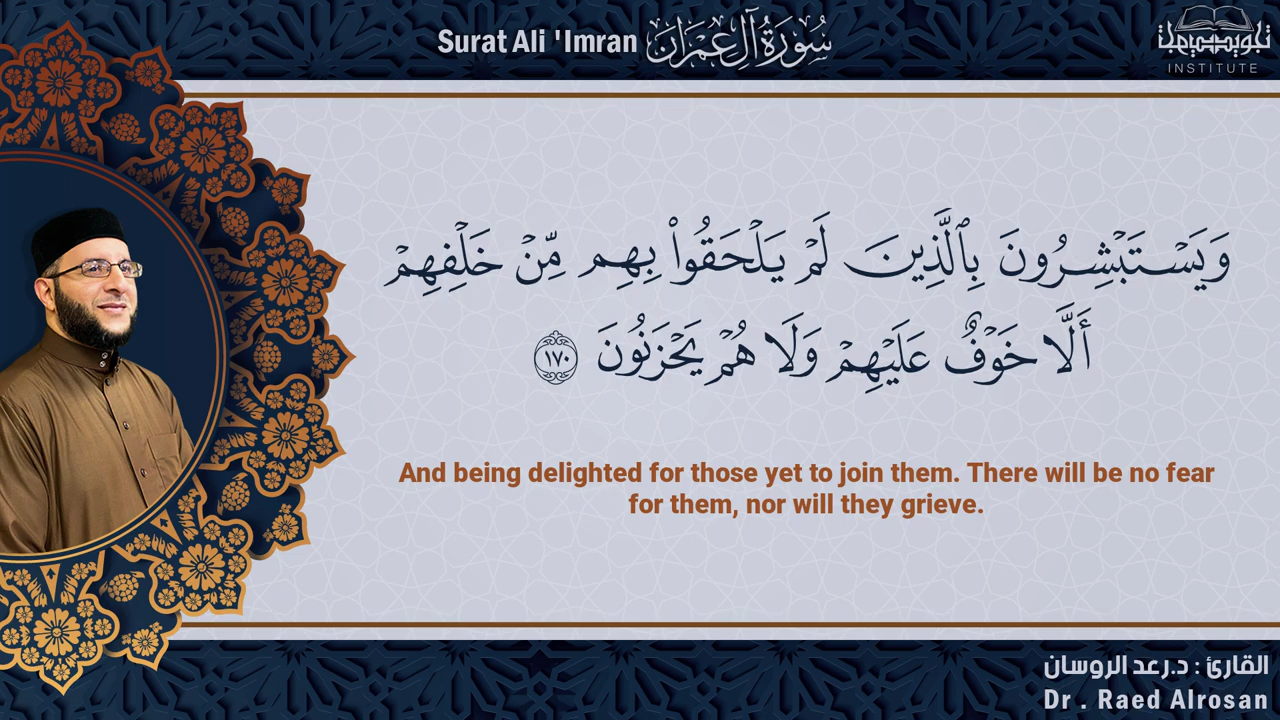 Surat Ali 'Imran سُورَةُ آلِ عِمْرَانَ
INSTITUTE
وَيَسْتَبْشِرُونَ بِٱلَّذِينَ لَمْ يَلْحَقُوا۟ بِهِم مِّنْ خَلْفِهِمْ
أَلَّا خَوْفٌ عَلَيْهِمْ وَلَا هُمْ يَحْزَنُونَ ١٧٠
And being delighted for those yet to join them. There will be no fear
for them, nor will they grieve.
القارئ : د.رعد الروسان
Dr . Raed Alrosan